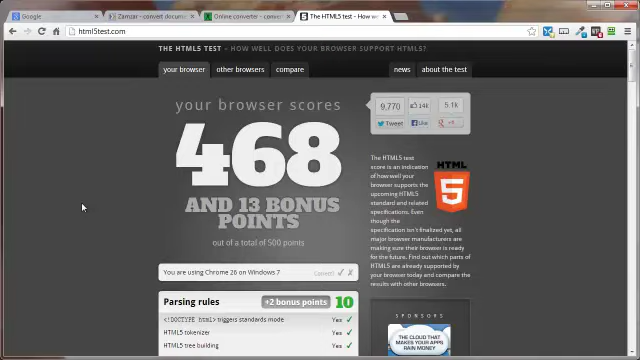 Google
Zamzar - convert docume
Online converter - convert
The HTML5 test - How we
html5test.com
THE HTML5 TEST - HOW WELL DOES YOUR BROWSER SUPPORT HTML5?
your browser
other browsers
compare
news
about the test
your browser scores
468
AND 13 BONUS
POINTS
out of a total of 500 points
You are using Chrome 26 on Windows 7
Correct?
Parsing rules
+2 bonus points
10
<!DOCTYPE html> triggers standards mode
Yes ✓
HTML5 tokenizer
Yes ✓
HTML5 tree building
Yes ✓
9,770
14k
5.1k
Tweet
Like
+1
The HTML5 test
score is an indication
of how well your
browser supports the
upcoming HTML5
standard and related
specifications. Even
though the
specification isn't finalized yet, all
major browser manufacturers are
making sure their browser is
ready for the future. Find out which parts
of HTML5 are already supported by
your browser today and compare the
results with other browsers.
HTML
5
SPONSORS
THE CLOUD THAT
MAKES YOUR APPS
RAIN MONEY